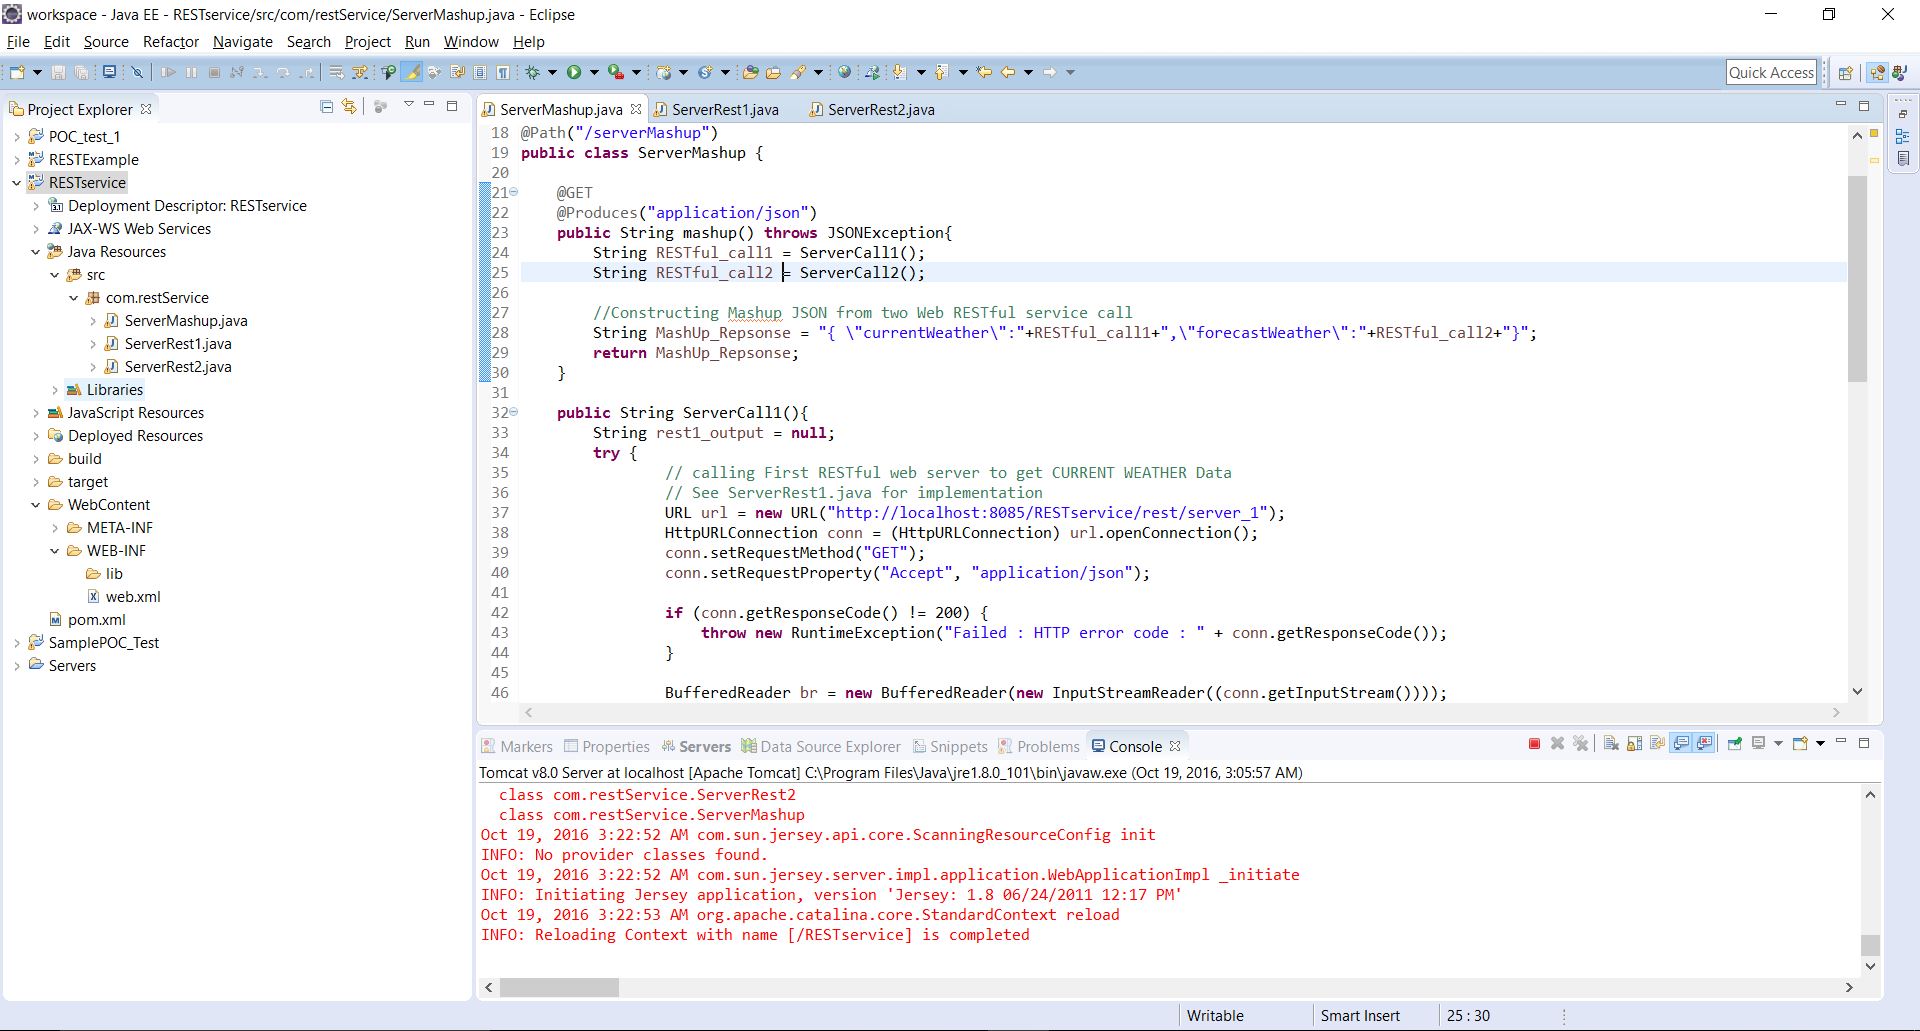 workspace - Java EE - RESTservice/src/com/restService/ServerMashup.java - Eclipse
File Edit Source Refactor Navigate Search Project Run Window Help
Quick Access
Project Explorer
POC_test_1
RESTExample
RESTservice
Deployment Descriptor: RESTservice
JAX-WS Web Services
Java Resources
src
com.restService
ServerMashup.java
ServerRest1.java
ServerRest2.java
Libraries
JavaScript Resources
Deployed Resources
build
target
WebContent
META-INF
WEB-INF
lib
web.xml
pom.xml
SamplePOC_Test
Servers
ServerMashup.java ServerRest1.java ServerRest2.java
18 @Path("/serverMashup")
19 public class ServerMashup {
20
21 @GET
22 @Produces("application/json")
23 public String mashup() throws JSONException{
24 String RESTful_call1 = ServerCall1();
25 String RESTful_call2 = ServerCall2();
26
27 //Constructing Mashup JSON from two Web RESTful service call
28 String MashUp_Repsonse = "{ \"currentWeather\":"+RESTful_call1+",\"forecastWeather\":"+RESTful_call2+"}";
29 return MashUp_Repsonse;
30 }
31
32 public String ServerCall1(){
33 String rest1_output = null;
34 try {
35 // calling First RESTful web server to get CURRENT WEATHER Data
36 // See ServerRest1.java for implementation
37 URL url = new URL("http://localhost:8085/RESTservice/rest/server_1");
38 HttpURLConnection conn = (HttpURLConnection) url.openConnection();
39 conn.setRequestMethod("GET");
40 conn.setRequestProperty("Accept", "application/json");
41
42 if (conn.getResponseCode() != 200) {
43 throw new RuntimeException("Failed : HTTP error code : " + conn.getResponseCode());
44 }
45
46 BufferedReader br = new BufferedReader(new InputStreamReader((conn.getInputStream())));
Markers Properties Servers Data Source Explorer Snippets Problems Console
Tomcat v8.0 Server at localhost [Apache Tomcat] C:\Program Files\Java\jre1.8.0_101\bin\javaw.exe (Oct 19, 2016, 3:05:57 AM)
class com.restService.ServerRest2
class com.restService.ServerMashup
Oct 19, 2016 3:22:52 AM com.sun.jersey.api.core.ScanningResourceConfig init
INFO: No provider classes found.
Oct 19, 2016 3:22:52 AM com.sun.jersey.server.impl.application.WebApplicationImpl _initiate
INFO: Initiating Jersey application, version 'Jersey: 1.8 06/24/2011 12:17 PM'
Oct 19, 2016 3:22:53 AM org.apache.catalina.core.StandardContext reload
INFO: Reloading Context with name [/RESTservice] is completed
Writable Smart Insert 25 : 30